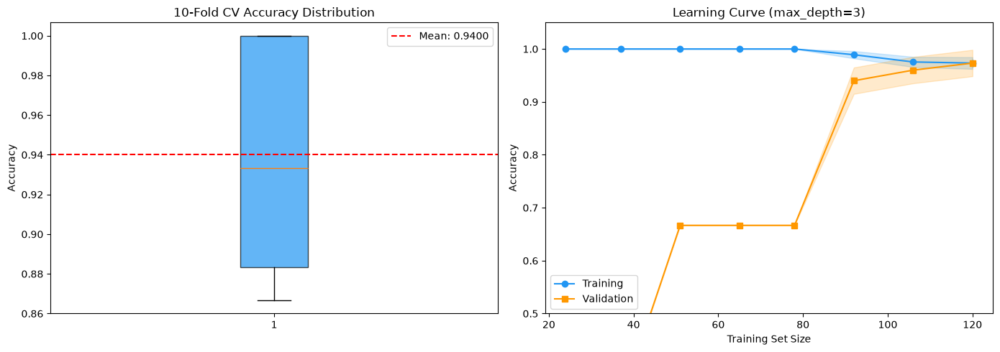 10-Fold CV Accuracy Distribution
Mean: 0.9400
1.00
0.98
0.96
0.94
0.92
0.90
0.88
0.86
Accuracy
1
Learning Curve (max_depth=3)
1.0
0.9
0.8
0.7
0.6
0.5
Accuracy
Training
Validation
20 40 60 80 100 120
Training Set Size